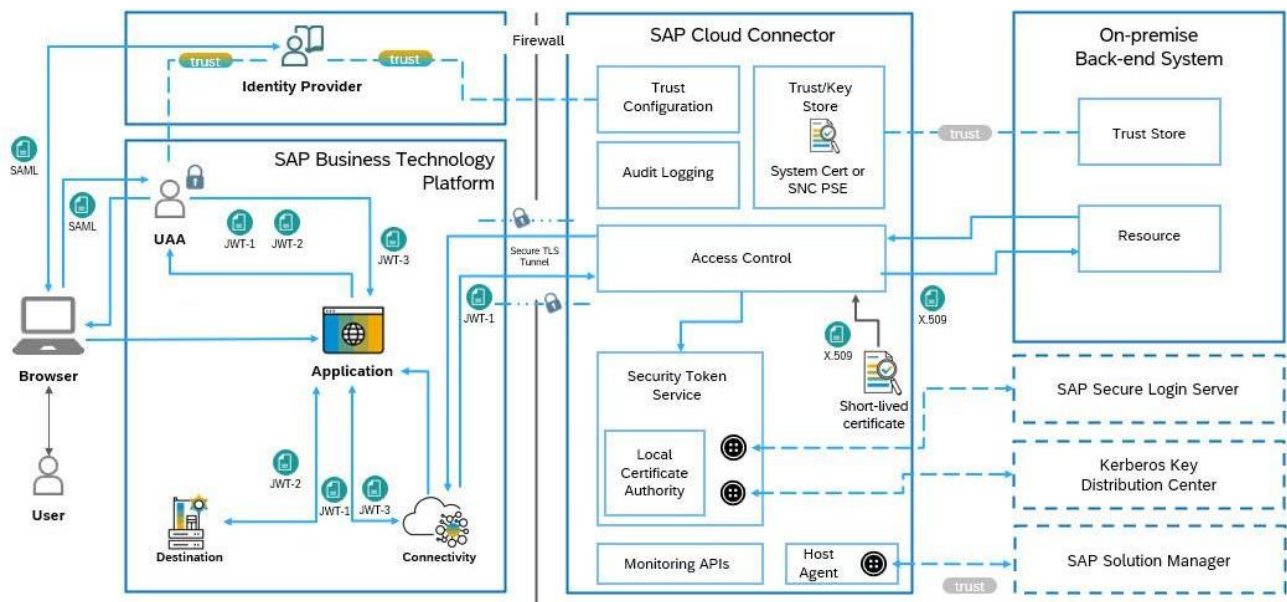 trust
trust
Identity Provider
Firewall
SAP Cloud Connector
Trust
Configuration
Trust/Key
Store
System Cert or
SNC PSE
Audit Logging
On-premise
Back-end System
trust
Trust Store
Resource
SAML
SAML
SAP Business Technology
Platform
UAA
JWT-1
JWT-2
JWT-3
Secure TLS
Tunnel
JWT-1
Access Control
X.509
X.509
Browser
Application
User
JWT-2
JWT-1
JWT-3
Destination
Connectivity
Security Token
Service
Local
Certificate
Authority
Short-lived
certificate
Monitoring APIs
Host
Agent
SAP Secure Login Server
Kerberos Key
Distribution Center
SAP Solution Manager
trust